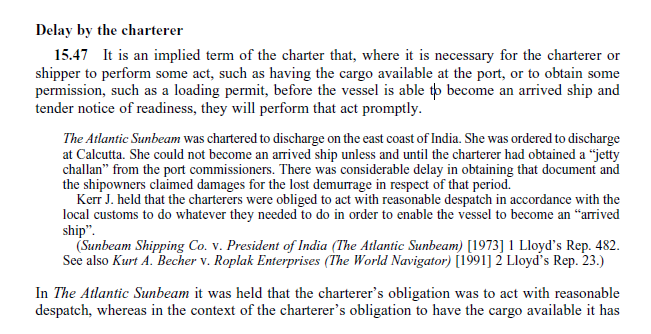 Delay by the charterer
15.47 It is an implied term of the charter that, where it is necessary for the charterer or
shipper to perform some act, such as having the cargo available at the port, or to obtain some
permission, such as a loading permit, before the vessel is able to become an arrived ship and
tender notice of readiness, they will perform that act promptly.
The Atlantic Sunbeam was chartered to discharge on the east coast of India. She was ordered to discharge
at Calcutta. She could not become an arrived ship unless and until the charterer had obtained a “jetty
challan” from the port commissioners. There was considerable delay in obtaining that document and
the shipowners claimed damages for the lost demurrage in respect of that period.
Kerr J. held that the charterers were obliged to act with reasonable despatch in accordance with the
local customs to do whatever they needed to do in order to enable the vessel to become an “arrived
ship”.
(Sunbeam Shipping Co. v. President of India (The Atlantic Sunbeam) [1973] 1 Lloyd’s Rep. 482.
See also Kurt A. Becher v. Roplak Enterprises (The World Navigator) [1991] 2 Lloyd’s Rep. 23.)
In The Atlantic Sunbeam it was held that the charterer’s obligation was to act with reasonable
despatch, whereas in the context of the charterer’s obligation to have the cargo available it has